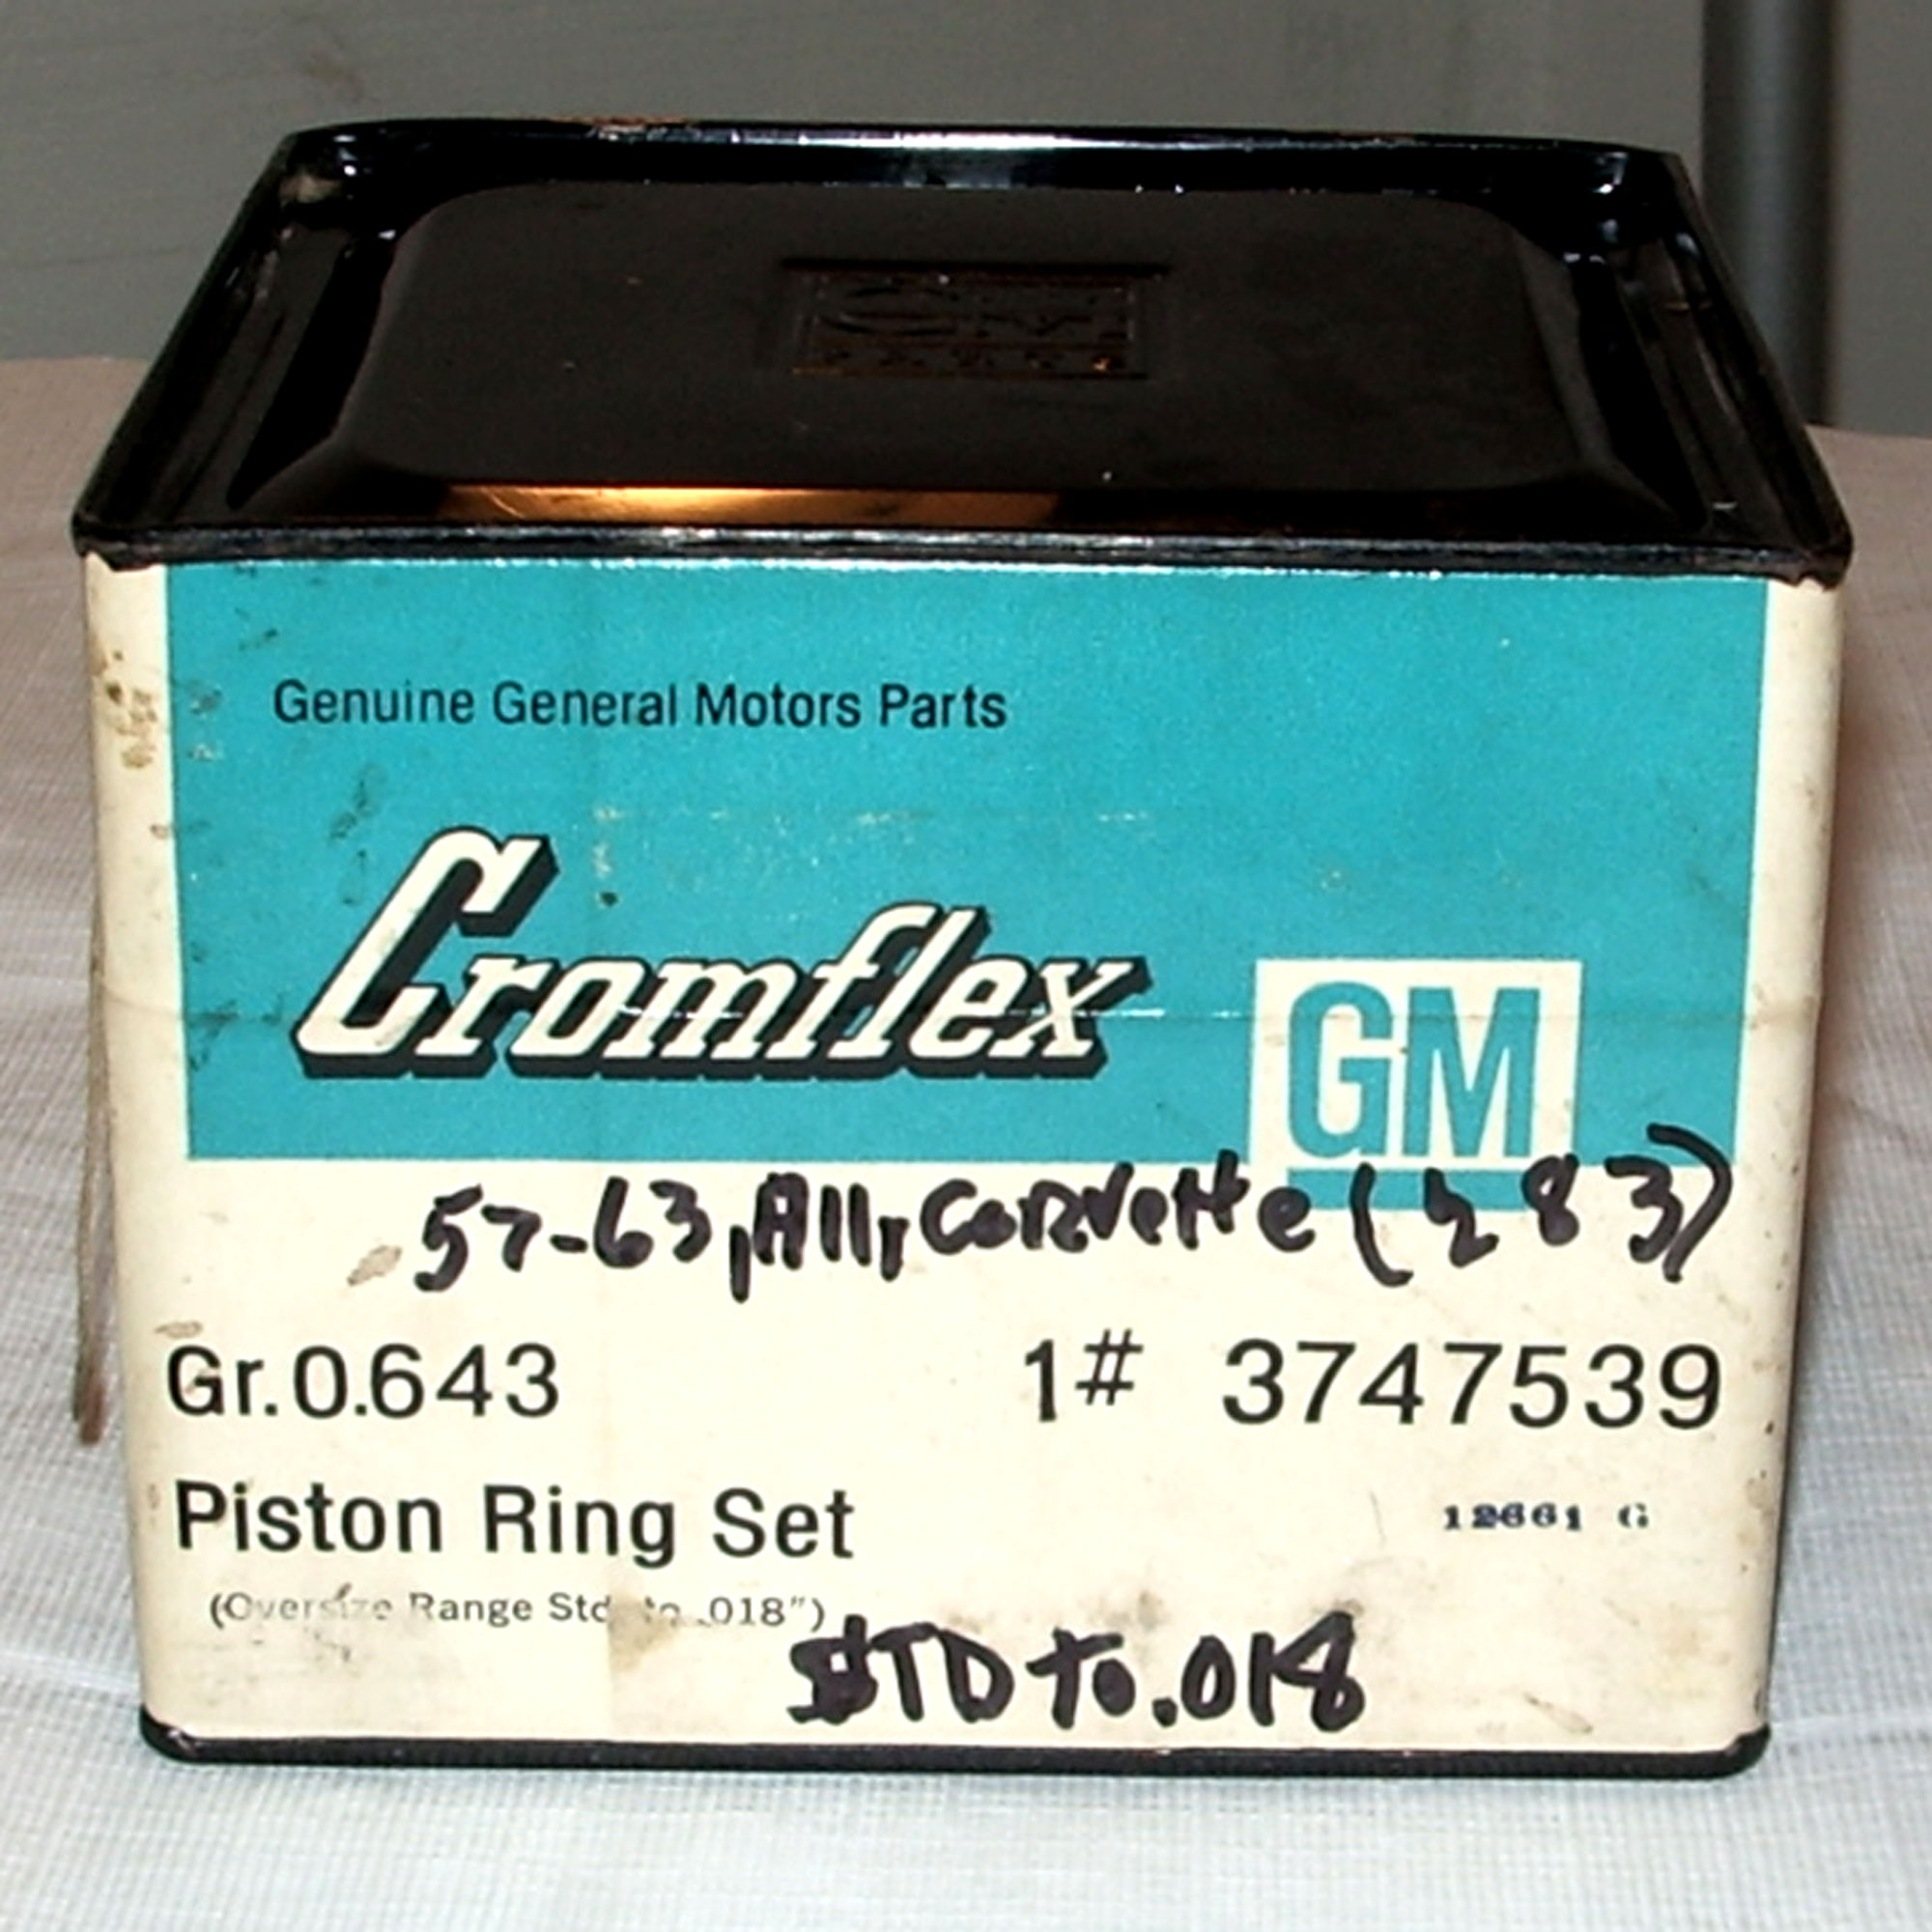 GM
Genuine General Motors Parts
Cromflex
GM
57-63, All, Corvette (283)
Gr. 0.643 1# 3747539
Piston Ring Set
12661 G
(Oversize Range Std. to .018")
STD to .018